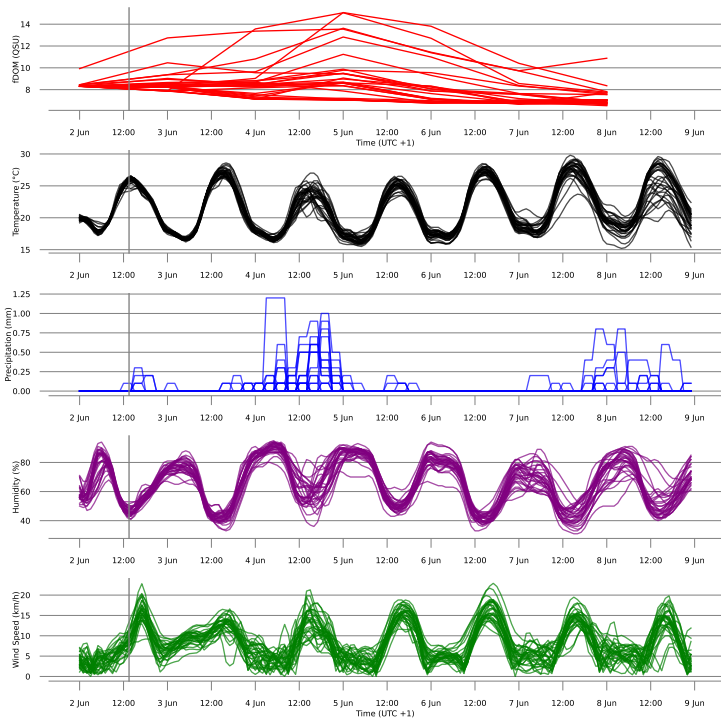 14
12
10
8
fDOM (QSU)
2 Jun 12:00 3 Jun 12:00 4 Jun 12:00 5 Jun 12:00 6 Jun 12:00 7 Jun 12:00 8 Jun 12:00 9 Jun
Time (UTC +1)
30
25
20
15
Temperature (°C)
2 Jun 12:00 3 Jun 12:00 4 Jun 12:00 5 Jun 12:00 6 Jun 12:00 7 Jun 12:00 8 Jun 12:00 9 Jun
1.25
1.00
0.75
0.50
0.25
0.00
Precipitation (mm)
2 Jun 12:00 3 Jun 12:00 4 Jun 12:00 5 Jun 12:00 6 Jun 12:00 7 Jun 12:00 8 Jun 12:00 9 Jun
80
60
40
Humidity (%)
2 Jun 12:00 3 Jun 12:00 4 Jun 12:00 5 Jun 12:00 6 Jun 12:00 7 Jun 12:00 8 Jun 12:00 9 Jun
20
15
10
5
0
Wind Speed (km/h)
2 Jun 12:00 3 Jun 12:00 4 Jun 12:00 5 Jun 12:00 6 Jun 12:00 7 Jun 12:00 8 Jun 12:00 9 Jun
Time (UTC +1)